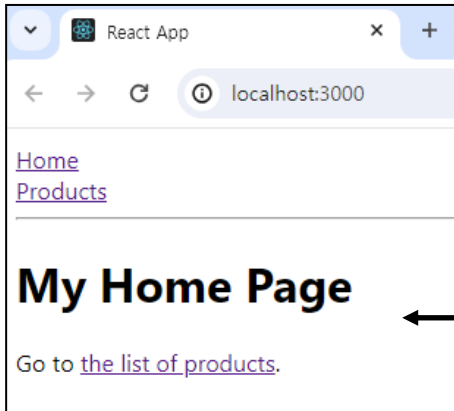 React App
localhost:3000
Home
Products
My Home Page
Go to the list of products.